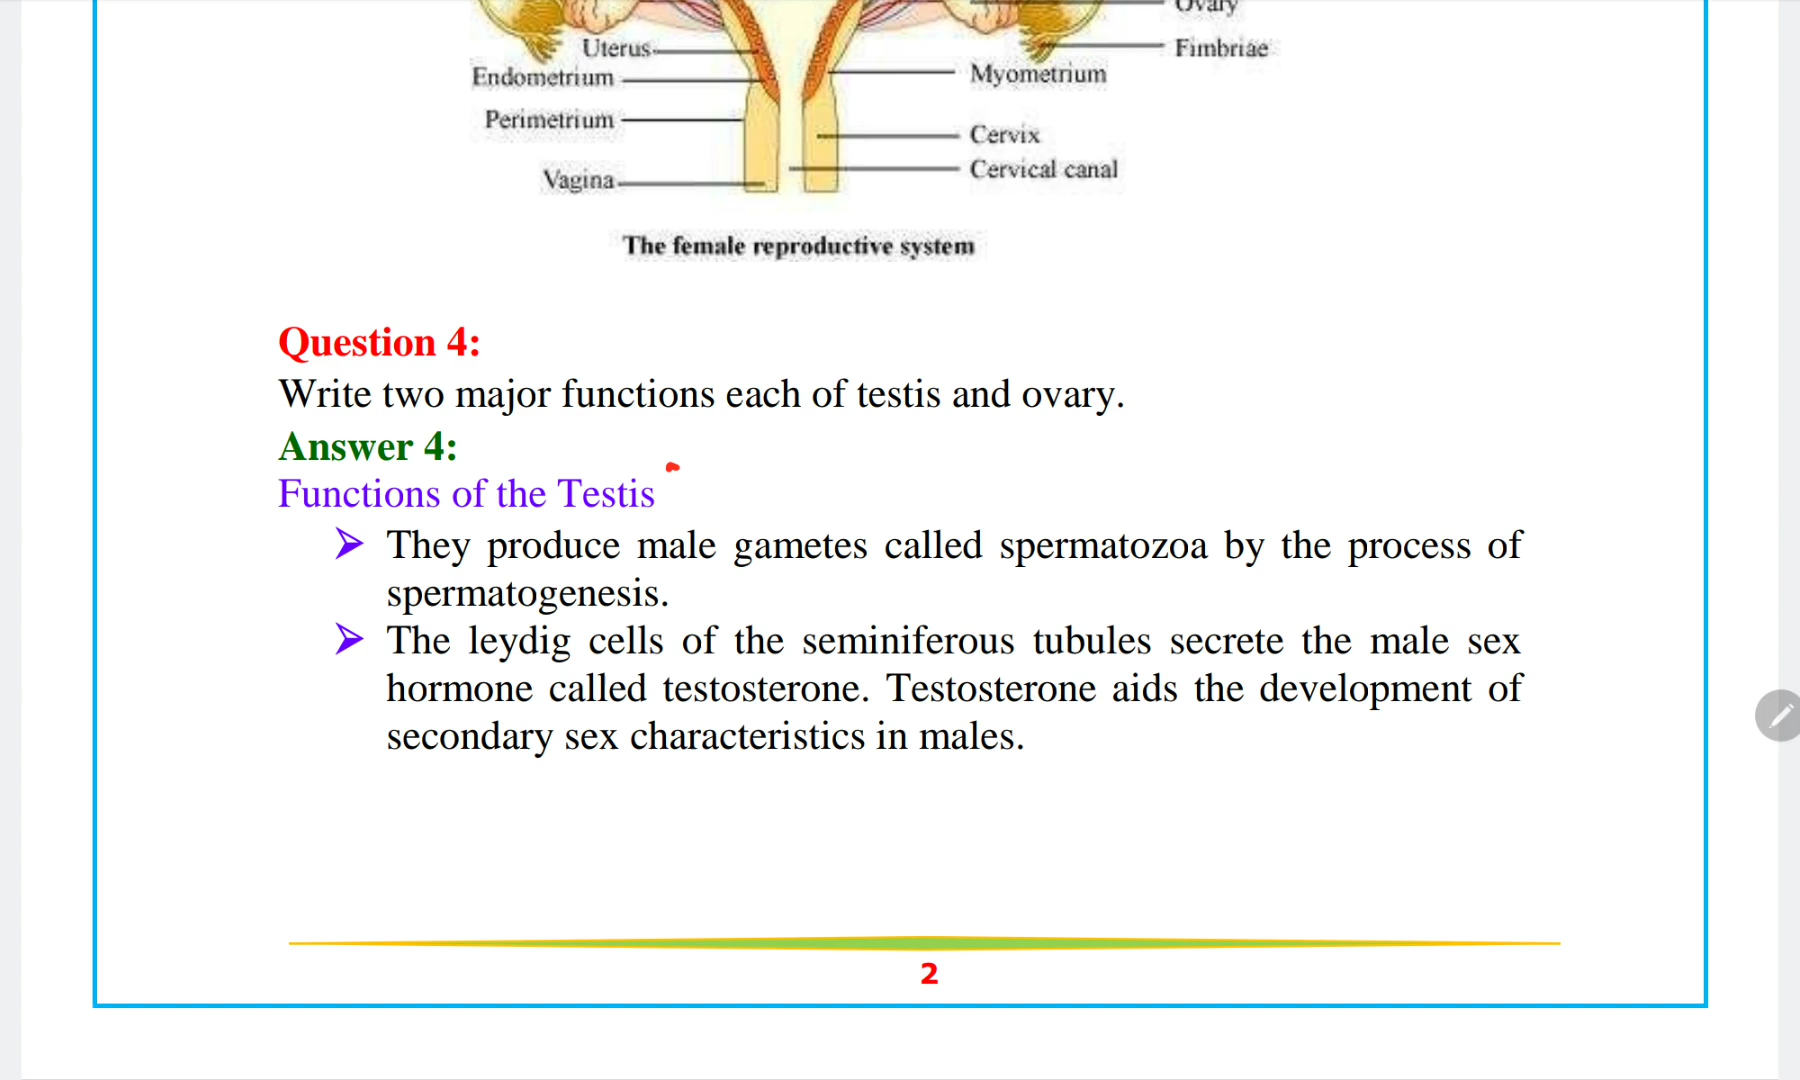 Ovary
Uterus
Fimbriae
Endometrium
Myometrium
Perimetrium
Cervix
Cervical canal
Vagina
The female reproductive system
Question 4:
Write two major functions each of testis and ovary.
Answer 4:
Functions of the Testis
They produce male gametes called spermatozoa by the process of
spermatogenesis.
The leydig cells of the seminiferous tubules secrete the male sex
hormone called testosterone. Testosterone aids the development of
secondary sex characteristics in males.
2